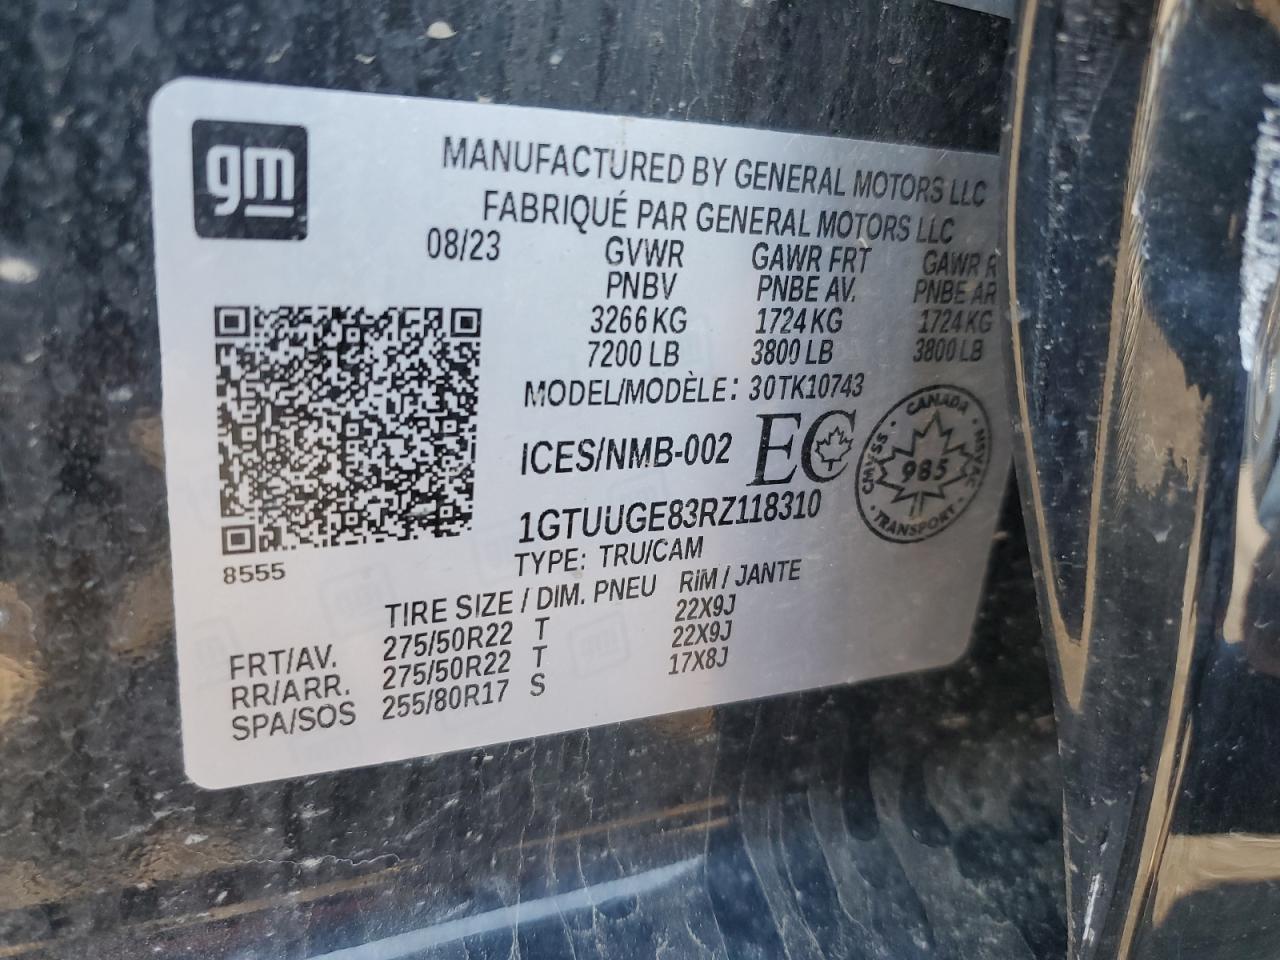 gm
MANUFACTURED BY GENERAL MOTORS LLC
FABRIQUÉ PAR GENERAL MOTORS LLC
08/23 GVWR GAWR FRT GAWR R
PNBV PNBE AV. PNBE AR
3266 KG 1724 KG 1724 KG
7200 LB 3800 LB 3800 LB
MODEL/MODÈLE: 30TK10743
ICES/NMB-002 EC
CANADA
CMVSS NSVAC
985
TRANSPORT
1GTUUGE83RZ118310
8555
TYPE: TRU/CAM
TIRE SIZE / DIM. PNEU RIM / JANTE
FRT/AV. 275/50R22 T 22X9J
RR/ARR. 275/50R22 T 22X9J
SPA/SOS 255/80R17 S 17X8J